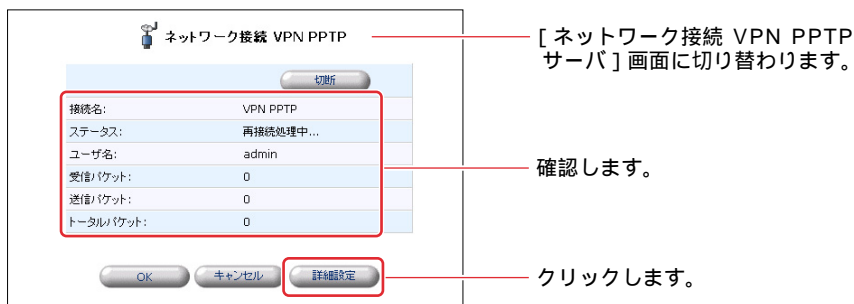 ネットワーク接続 VPN PPTP
[ ネットワーク接続 VPN PPTP
サーバ ] 画面に切り替わります。
切断
接続名: VPN PPTP
ステータス: 再接続処理中...
ユーザ名: admin
確認します。
受信パケット: 0
送信パケット: 0
トータルパケット: 0
OK キャンセル 詳細設定
クリックします。